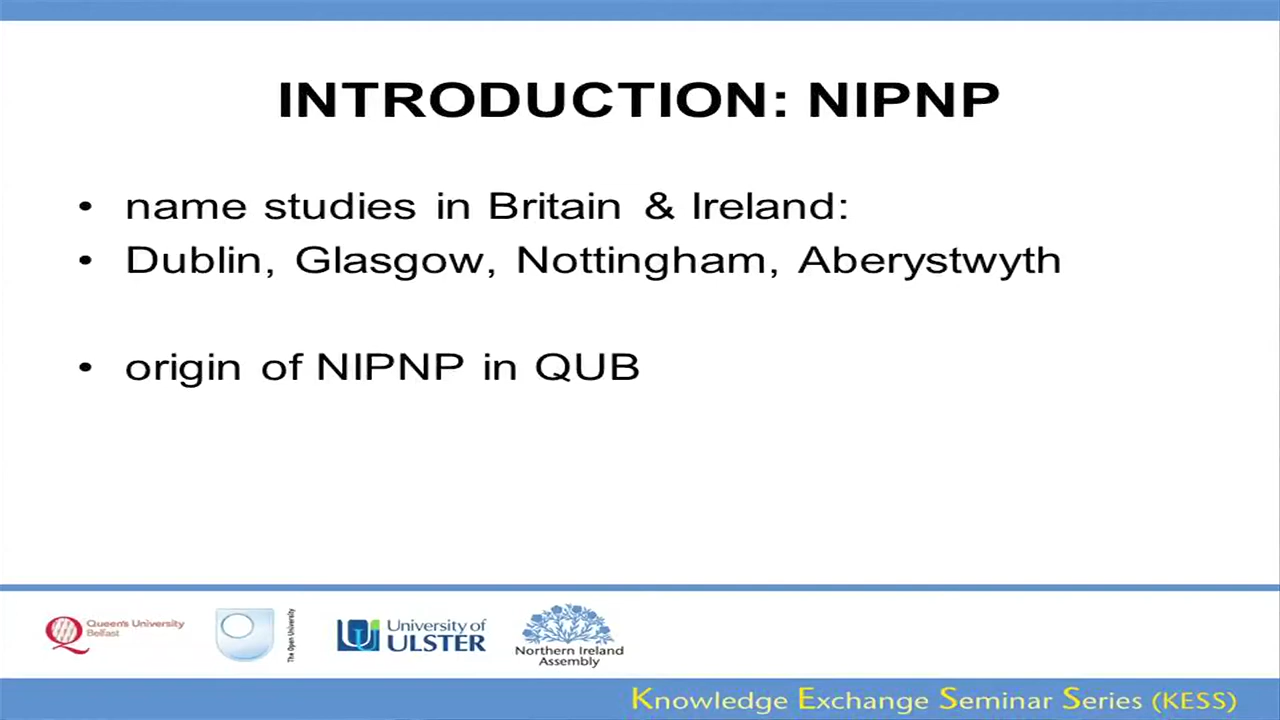 INTRODUCTION: NIPNP
• name studies in Britain & Ireland:
• Dublin, Glasgow, Nottingham, Aberystwyth
• origin of NIPNP in QUB
Queen's University
Belfast
The Open University
University of
ULSTER
Northern Ireland
Assembly
Knowledge Exchange Seminar Series (KESS)